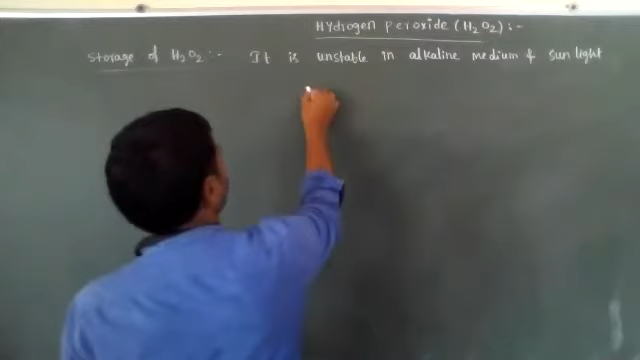 Hydrogen peroxide (H₂O₂) :-
Storage of H₂O₂ :- It is unstable in alkaline medium & sun light